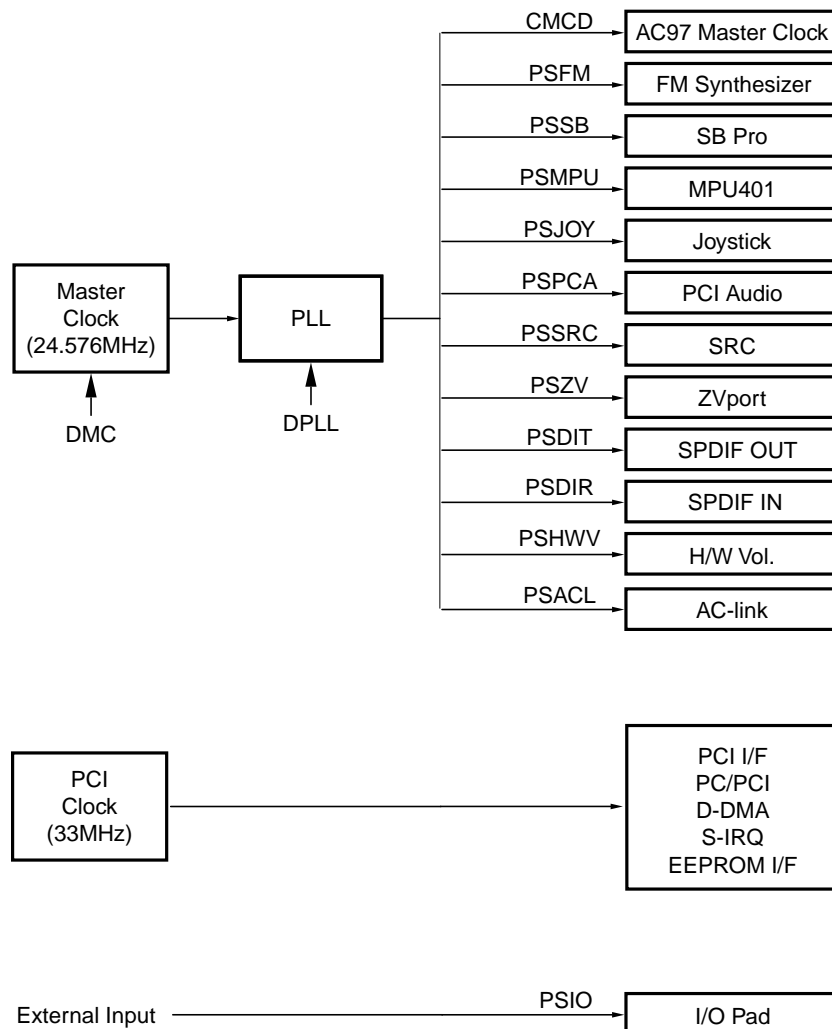 CMCD
AC97 Master Clock
PSFM
FM Synthesizer
PSSB
SB Pro
PSMPU
MPU401
PSJOY
Joystick
PSPCA
PCI Audio
PSSRC
SRC
PSZV
ZVport
PSDIT
SPDIF OUT
PSDIR
SPDIF IN
PSHWV
H/W Vol.
PSACL
AC-link
Master
Clock
(24.576MHz)
DMC
PLL
DPLL
PCI
Clock
(33MHz)
PCI I/F
PC/PCI
D-DMA
S-IRQ
EEPROM I/F
External Input
PSIO
I/O Pad